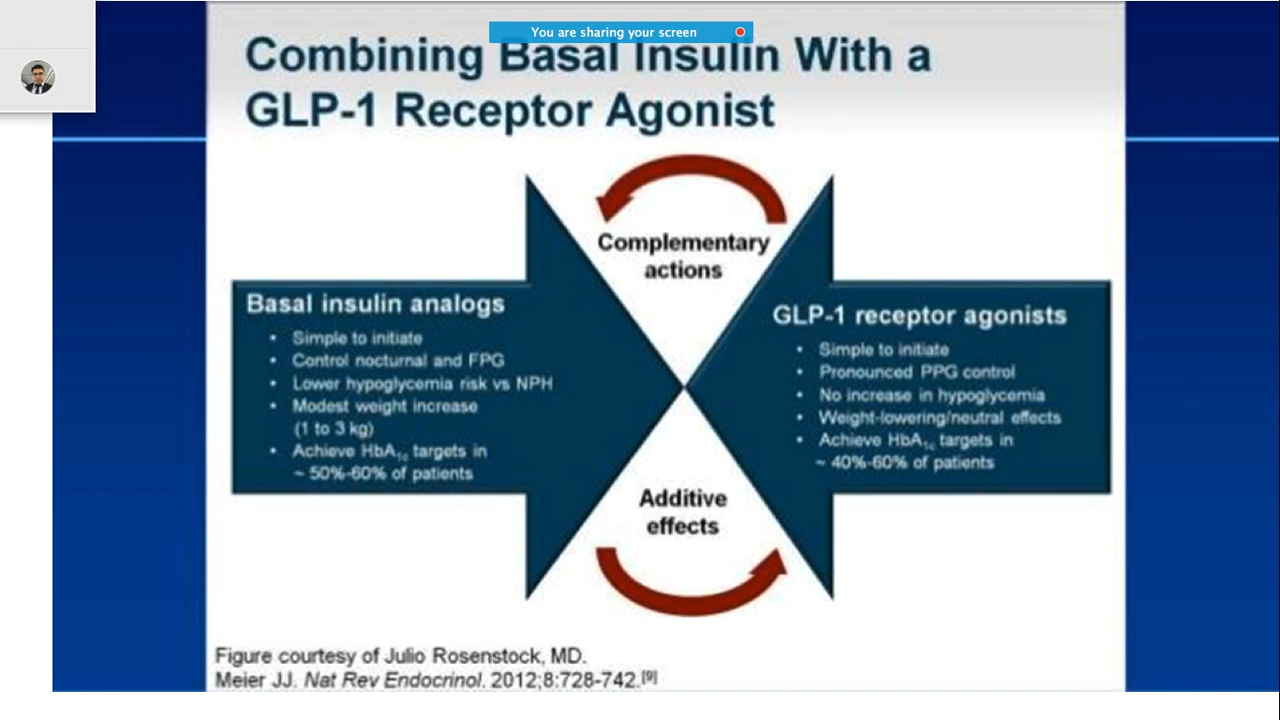 You are sharing your screen
Combining Basal Insulin With a
GLP-1 Receptor Agonist
Complementary
actions
Basal insulin analogs
• Simple to initiate
• Control nocturnal and FPG
• Lower hypoglycemia risk vs NPH
• Modest weight increase
(1 to 3 kg)
• Achieve HbA1c targets in
~ 50%-60% of patients
GLP-1 receptor agonists
• Simple to initiate
• Pronounced PPG control
• No increase in hypoglycemia
• Weight-lowering/neutral effects
• Achieve HbA1c targets in
~ 40%-60% of patients
Additive
effects
Figure courtesy of Julio Rosenstock, MD.
Meier JJ. Nat Rev Endocrinol. 2012;8:728-742.[9]